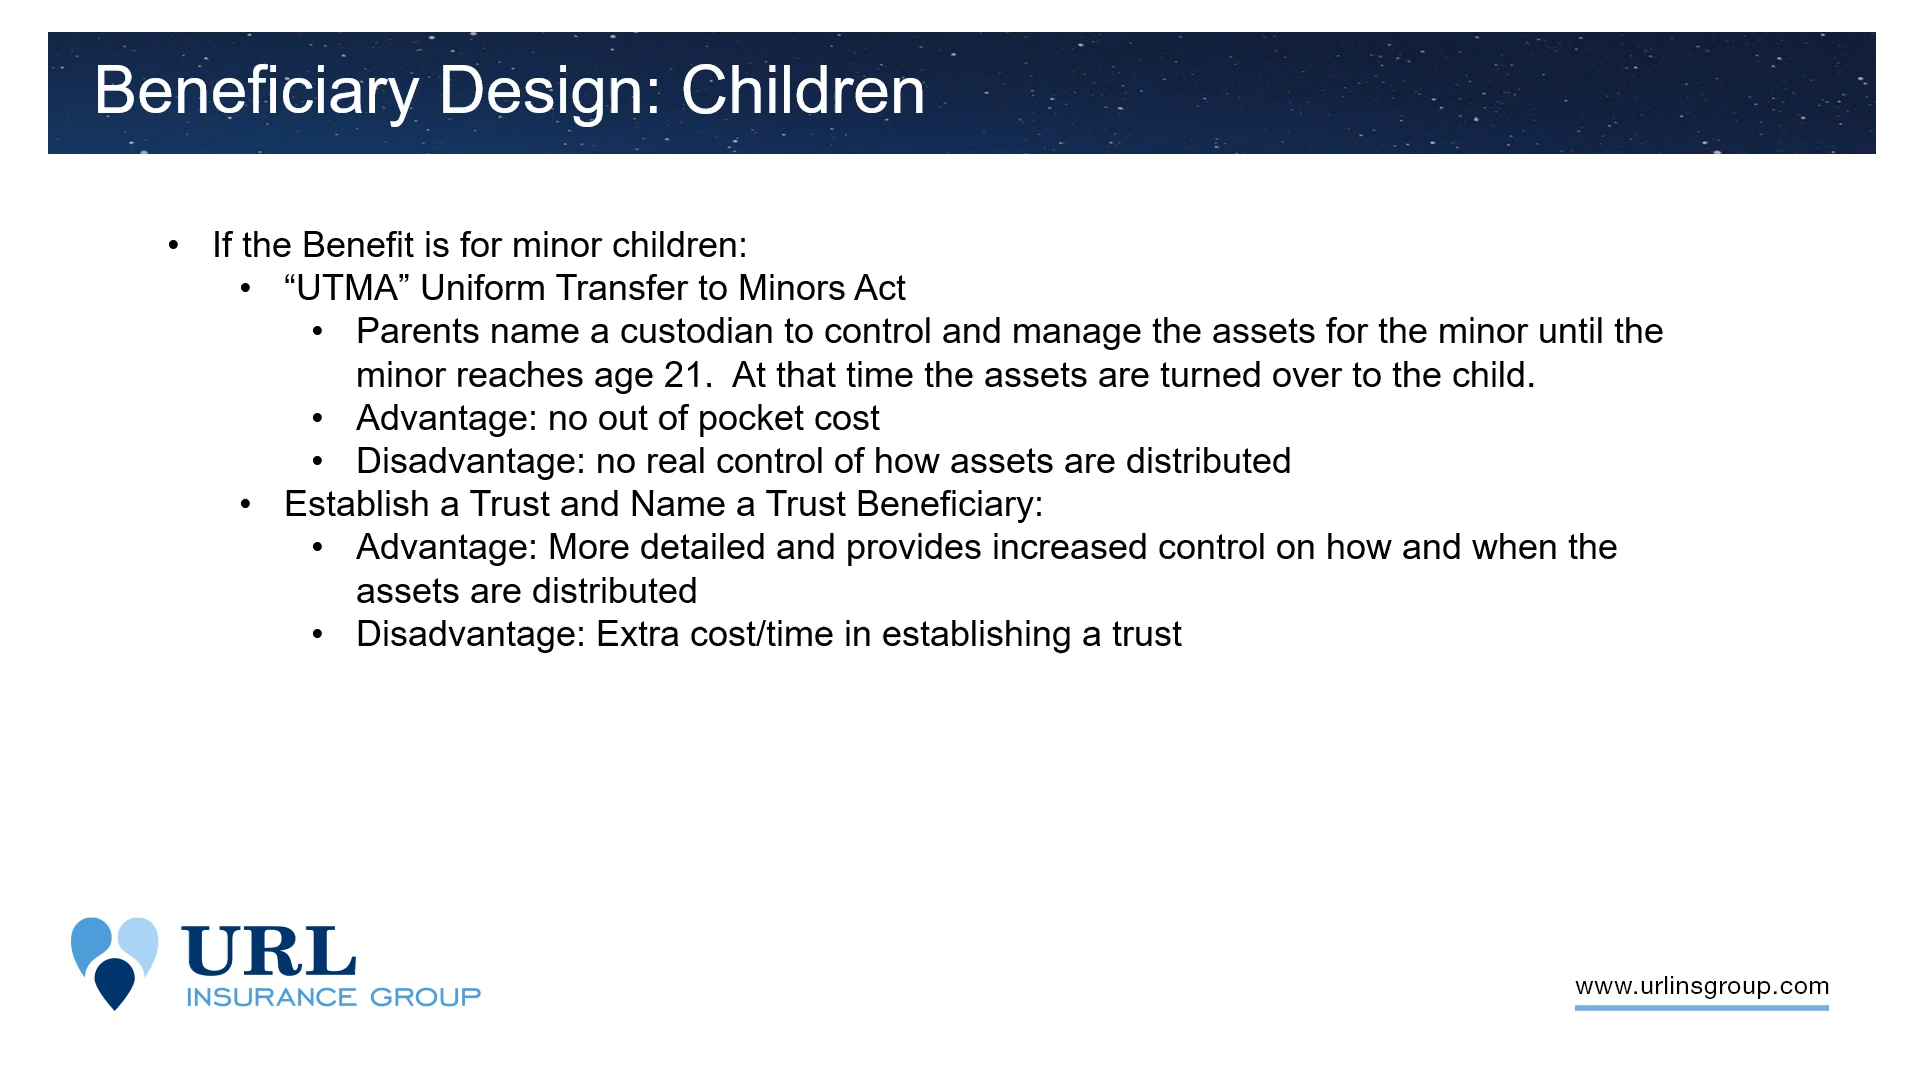 Beneficiary Design: Children
• If the Benefit is for minor children:
• “UTMA” Uniform Transfer to Minors Act
• Parents name a custodian to control and manage the assets for the minor until the
minor reaches age 21.  At that time the assets are turned over to the child.
• Advantage: no out of pocket cost
• Disadvantage: no real control of how assets are distributed
• Establish a Trust and Name a Trust Beneficiary:
• Advantage: More detailed and provides increased control on how and when the
assets are distributed
• Disadvantage: Extra cost/time in establishing a trust
URL
INSURANCE GROUP
www.urlinsgroup.com